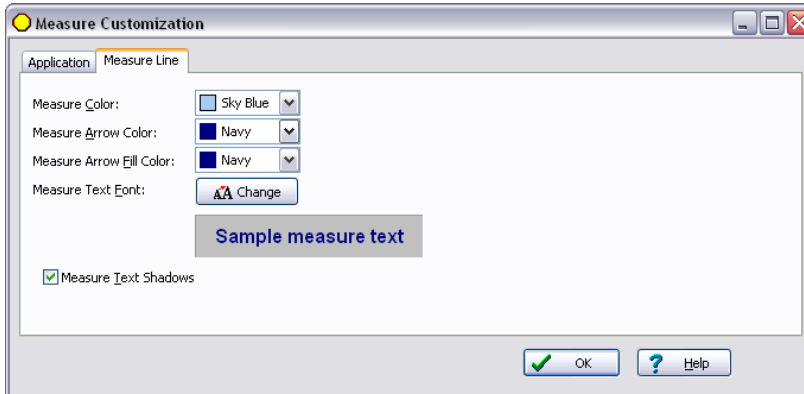 Measure Customization
Application Measure Line
Measure Color: Sky Blue
Measure Arrow Color: Navy
Measure Arrow Fill Color: Navy
Measure Text Font: AA Change
Sample measure text
Measure Text Shadows
OK ? Help